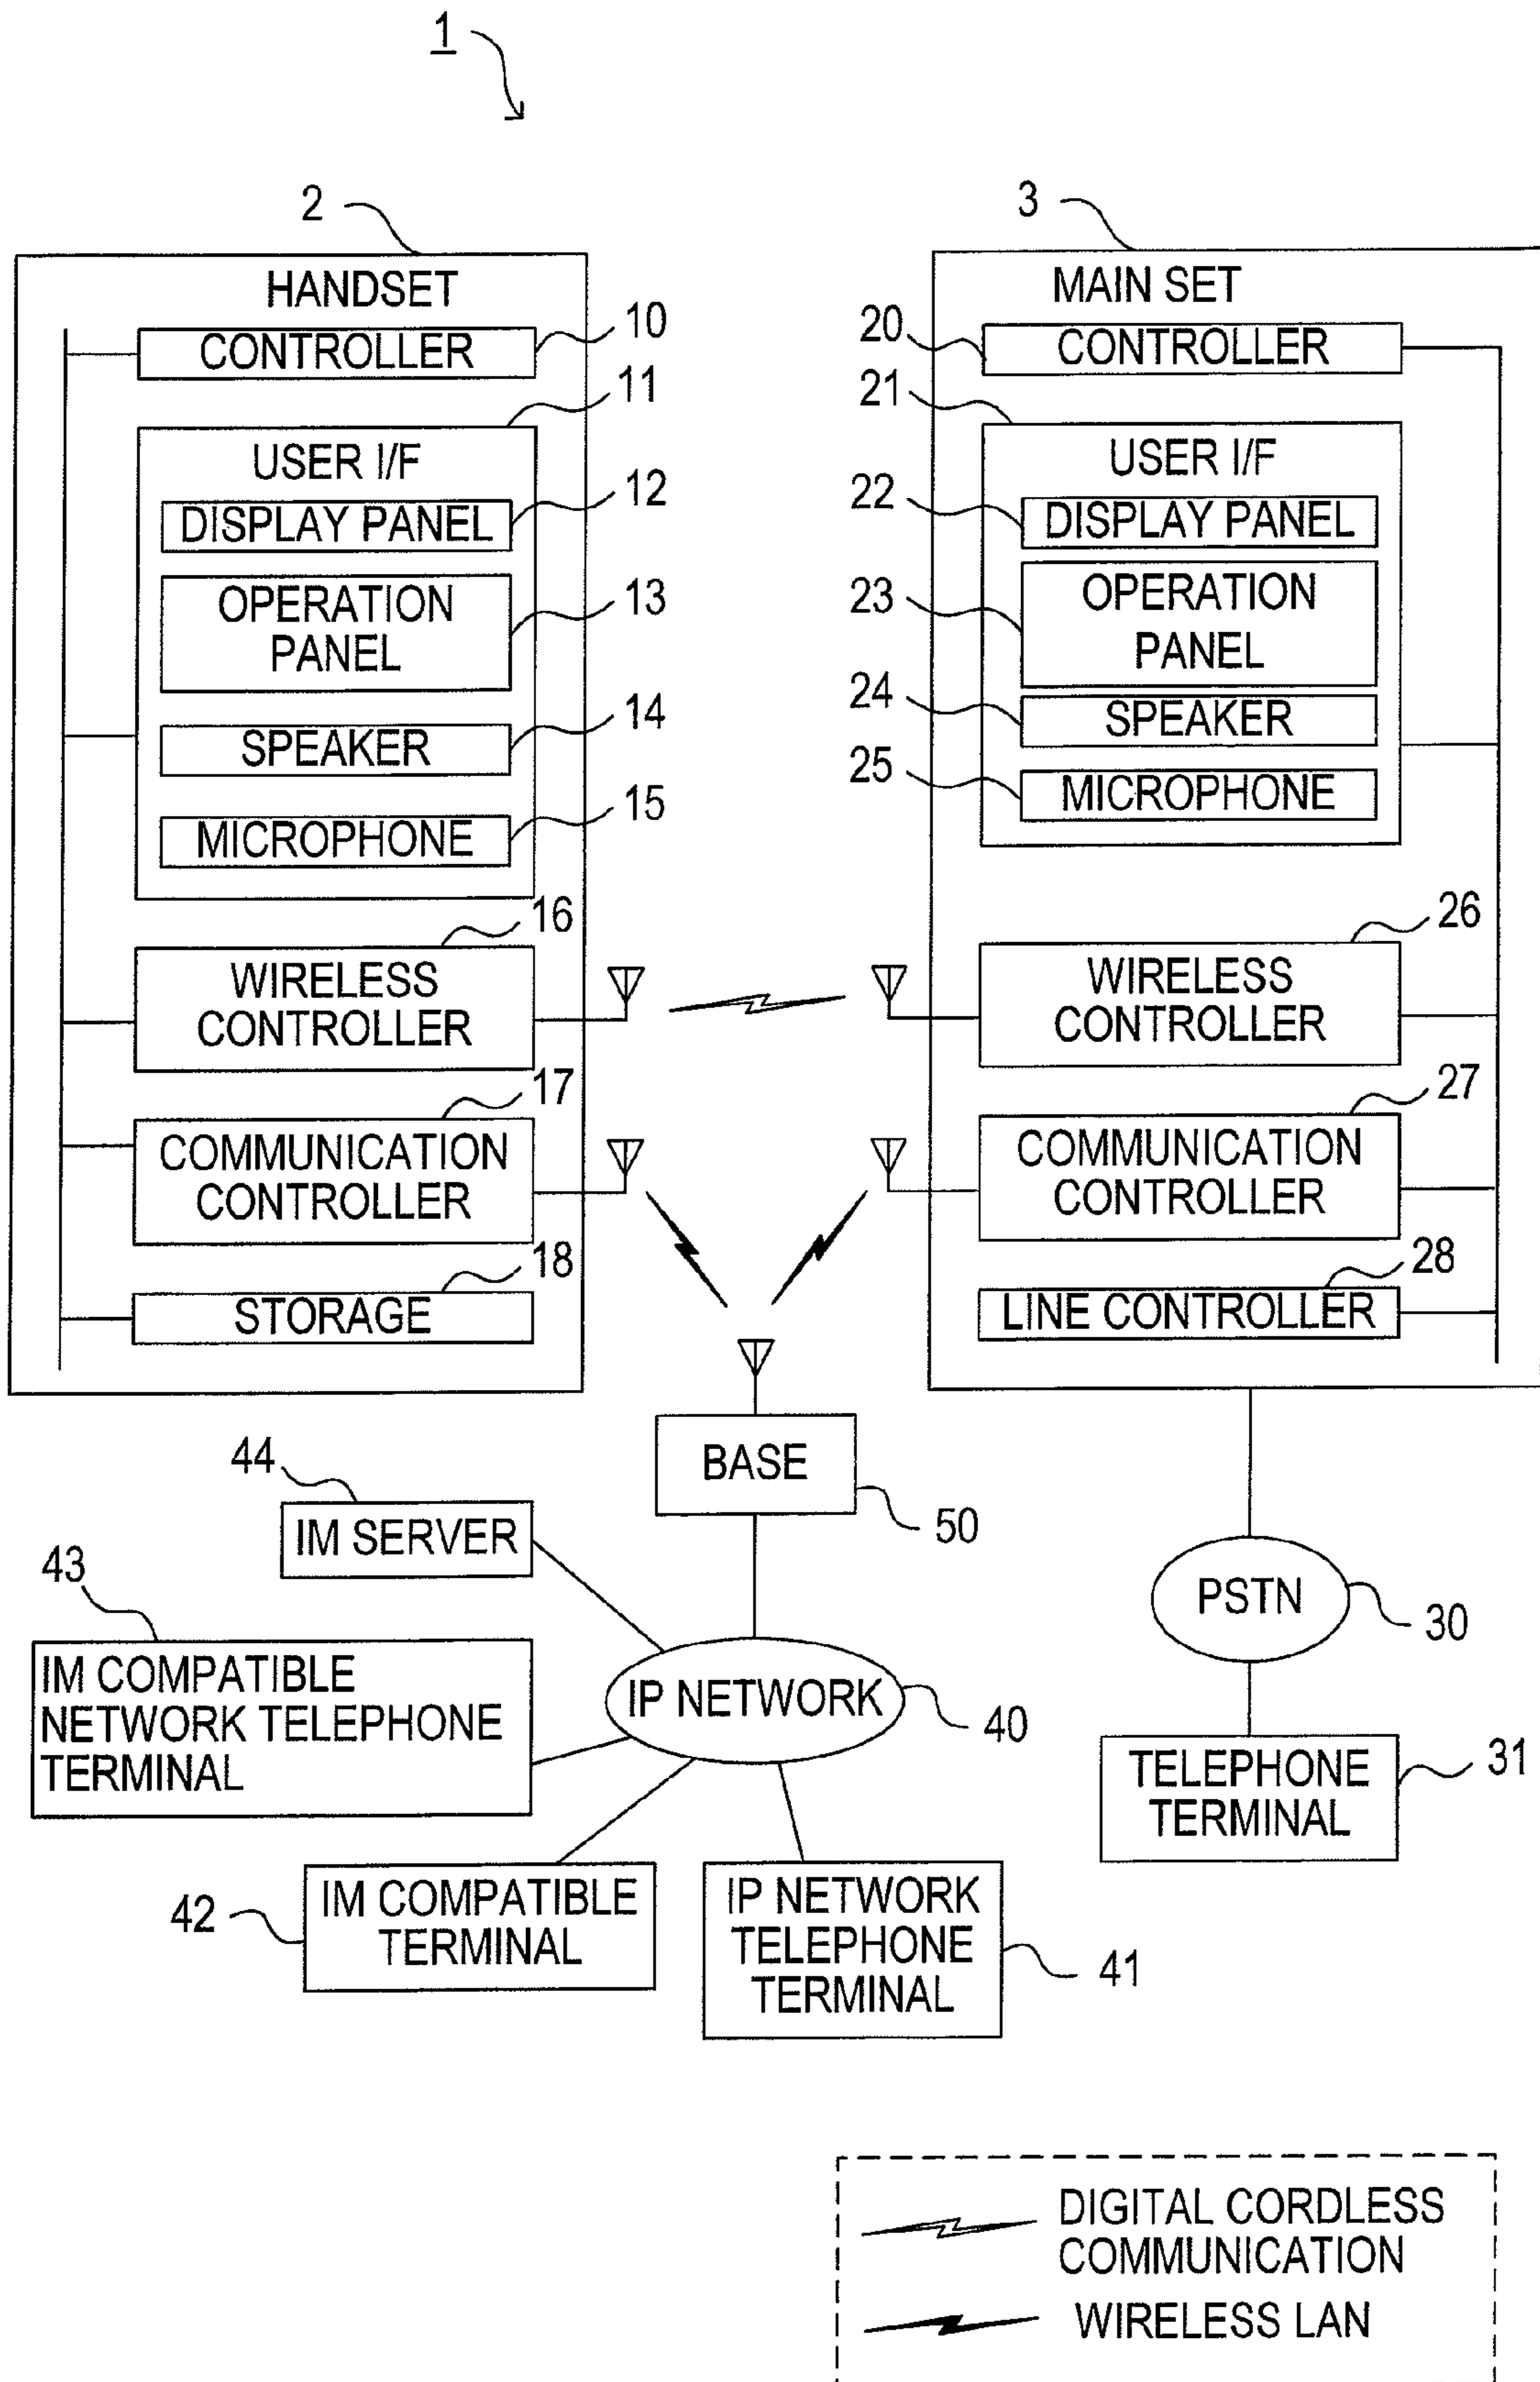 1
2
HANDSET
CONTROLLER
10
11
USER I/F
DISPLAY PANEL
12
OPERATION
PANEL
13
SPEAKER
14
MICROPHONE
15
16
WIRELESS
CONTROLLER
17
COMMUNICATION
CONTROLLER
18
STORAGE
3
MAIN SET
20
CONTROLLER
21
USER I/F
22
DISPLAY PANEL
23
OPERATION
PANEL
24
SPEAKER
25
MICROPHONE
26
WIRELESS
CONTROLLER
27
COMMUNICATION
CONTROLLER
28
LINE CONTROLLER
BASE
50
44
IM SERVER
43
IM COMPATIBLE
NETWORK TELEPHONE
TERMINAL
IP NETWORK
40
PSTN
30
TELEPHONE
TERMINAL
31
42
IM COMPATIBLE
TERMINAL
IP NETWORK
TELEPHONE
TERMINAL
41
DIGITAL CORDLESS
COMMUNICATION
WIRELESS LAN